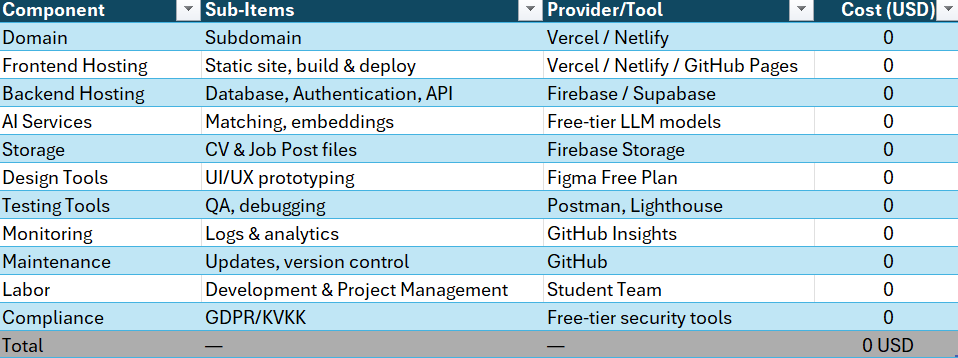 Component Sub-Items Provider/Tool Cost (USD)
Domain Subdomain Vercel / Netlify 0
Frontend Hosting Static site, build & deploy Vercel / Netlify / GitHub Pages 0
Backend Hosting Database, Authentication, API Firebase / Supabase 0
AI Services Matching, embeddings Free-tier LLM models 0
Storage CV & Job Post files Firebase Storage 0
Design Tools UI/UX prototyping Figma Free Plan 0
Testing Tools QA, debugging Postman, Lighthouse 0
Monitoring Logs & analytics GitHub Insights 0
Maintenance Updates, version control GitHub 0
Labor Development & Project Management Student Team 0
Compliance GDPR/KVKK Free-tier security tools 0
Total — — 0 USD